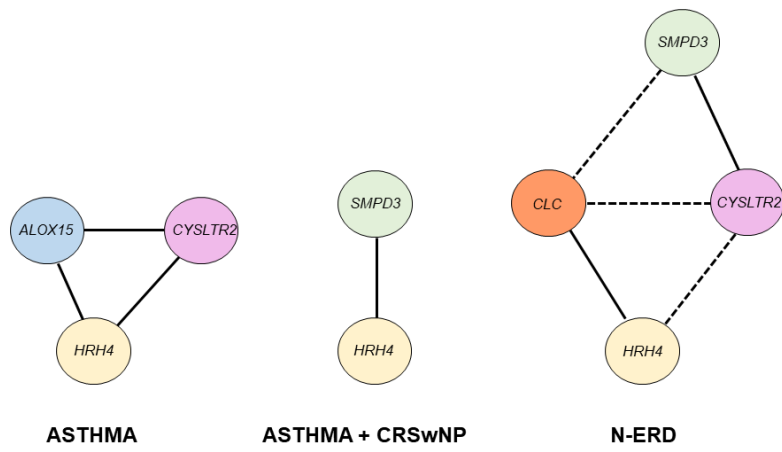 SMPD3
ALOX15
CYSLTR2
SMPD3
CLC
CYSLTR2
HRH4
HRH4
HRH4
ASTHMA
ASTHMA + CRSwNP
N-ERD